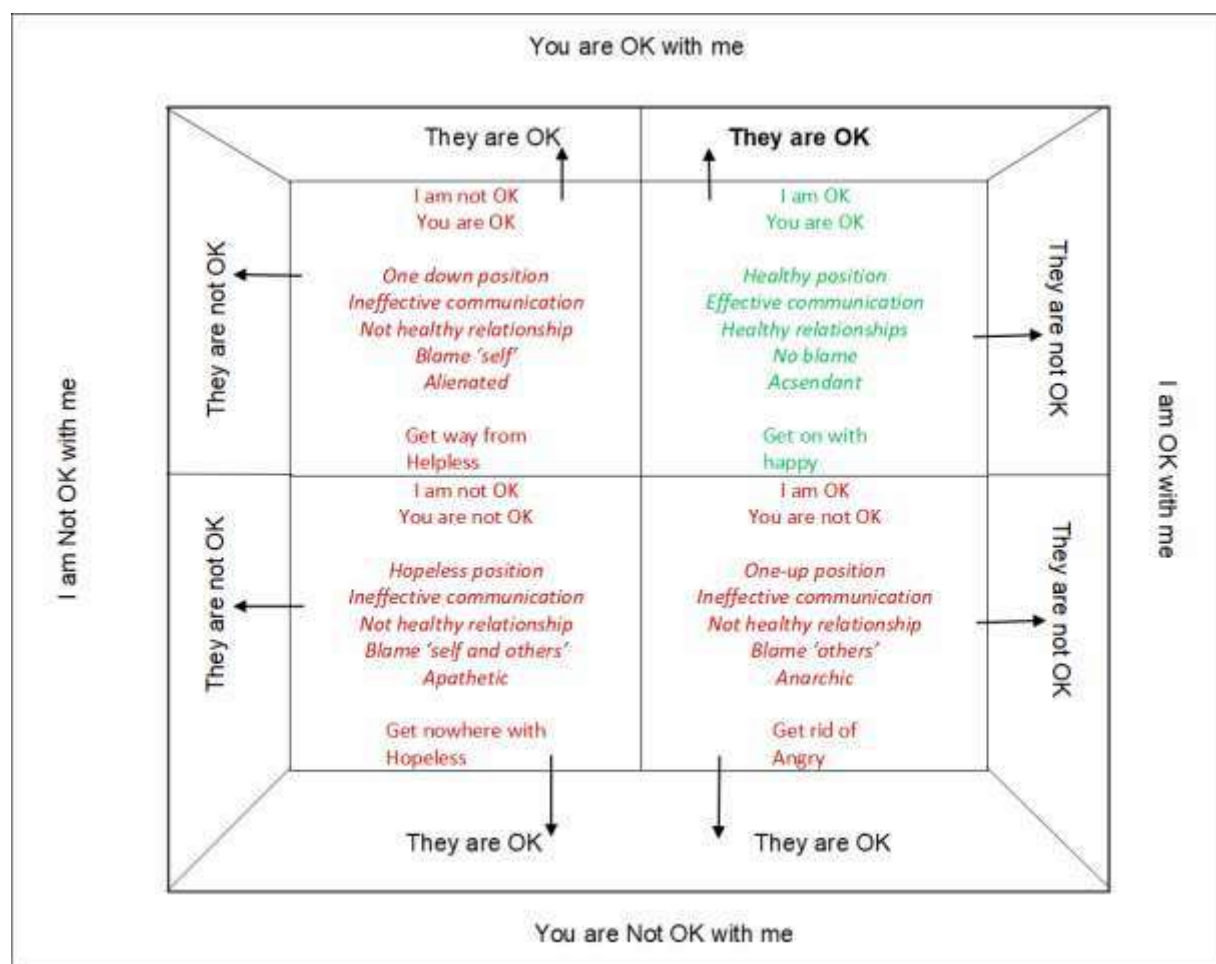 You are OK with me
They are OK
They are OK
I am not OK
You are OK
One down position
Ineffective communication
Not healthy relationship
Blame ‘self’
Alienated
Get way from
Helpless
I am OK
You are OK
Healthy position
Effective communication
Healthy relationships
No blame
Acsendant
Get on with
happy
They are not OK
They are not OK
I am Not OK with me
I am OK with me
I am not OK
You are not OK
Hopeless position
Ineffective communication
Not healthy relationship
Blame ‘self and others’
Apathetic
Get nowhere with
Hopeless
I am OK
You are not OK
One-up position
Ineffective communication
Not healthy relationship
Blame ‘others’
Anarchic
Get rid of
Angry
They are not OK
They are not OK
They are OK
They are OK
You are Not OK with me